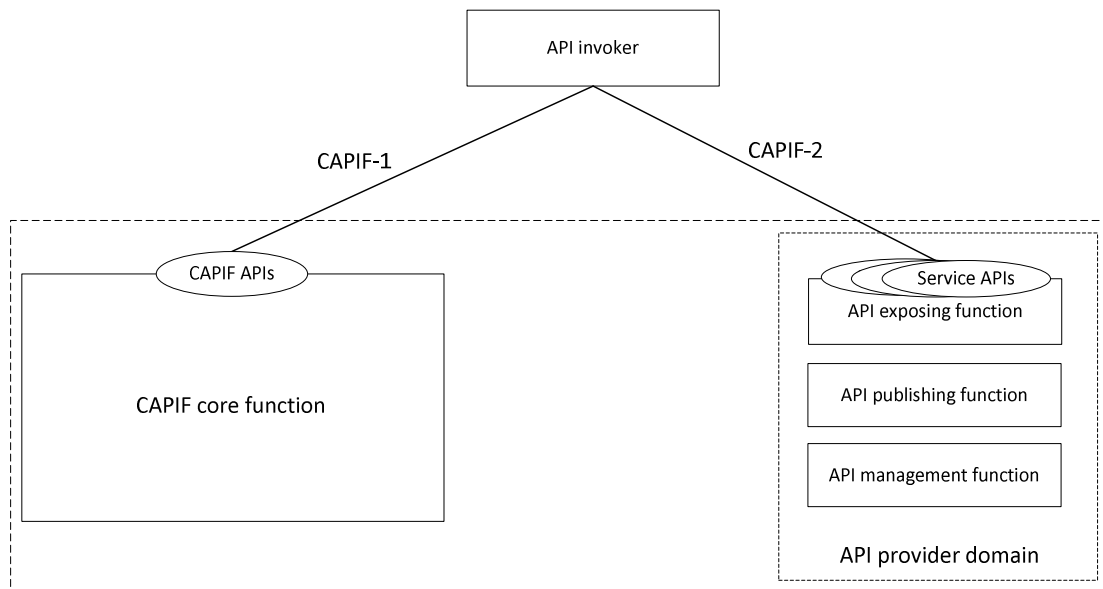 API invoker
CAPIF-1
CAPIF-2
CAPIF APIs
Service APIs
API exposing function
CAPIF core function
API publishing function
API management function
API provider domain